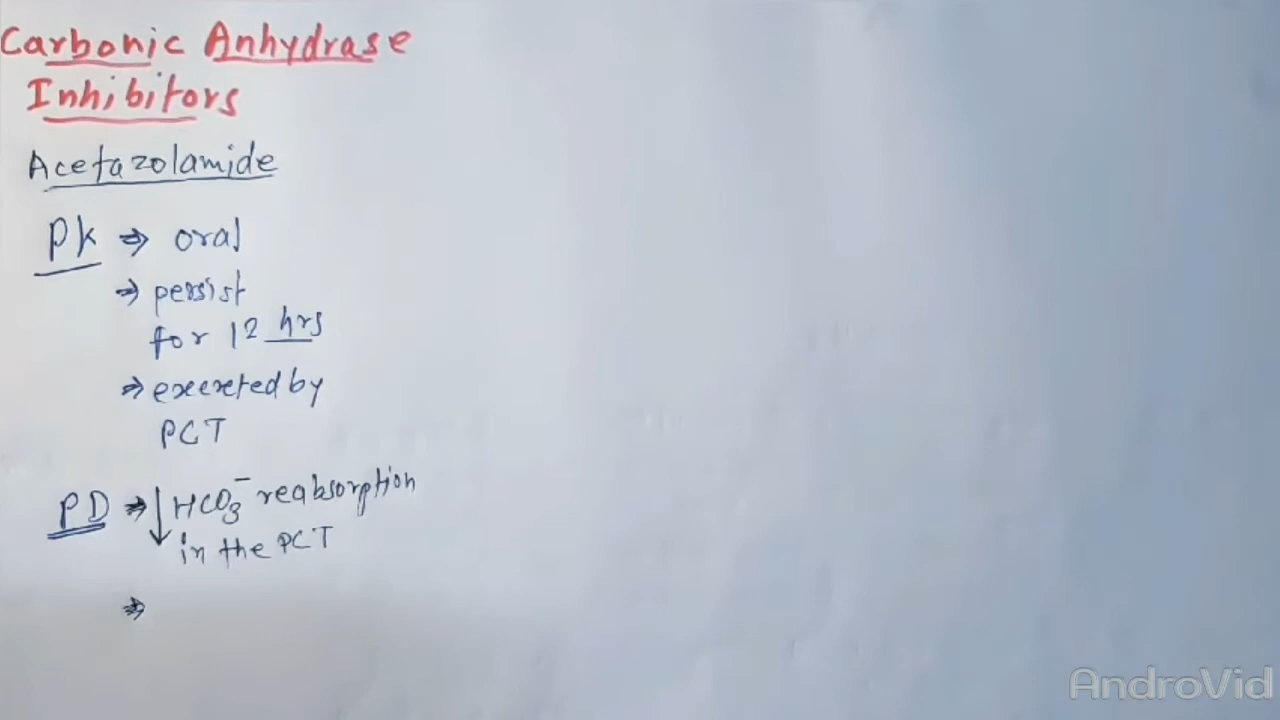 Carbonic Anhydrase
Inhibitors
Acetazolamide
PK ⇒ oral
⇒ persist
for 12 hrs
⇒ excreted by
PCT
PD ⇒ ↓ HCO₃⁻ reabsorption
in the PCT
⇒
AndroVid